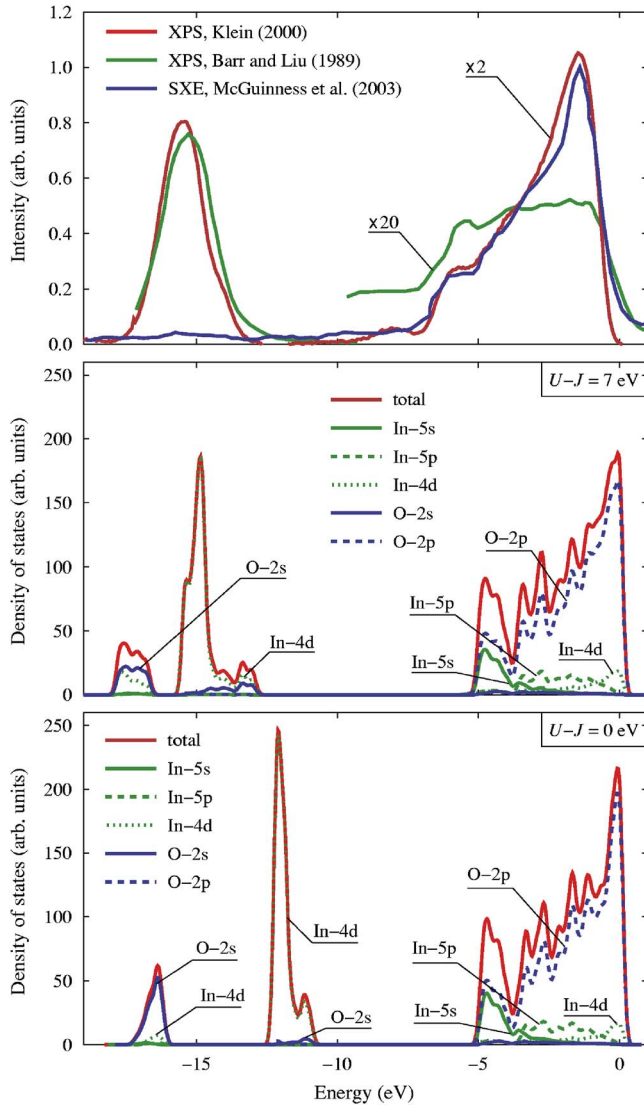 XPS, Klein (2000)
XPS, Barr and Liu (1989)
SXE, McGuinness et al. (2003)
x2
x20
Intensity (arb. units)
1.2
1.0
0.8
0.6
0.4
0.2
0.0
U−J = 7 eV
total
In−5s
In−5p
In−4d
O−2s
O−2p
O−2s
In−4d
O−2p
In−5p
In−5s
In−4d
Density of states (arb. units)
250
200
150
100
50
0
U−J = 0 eV
total
In−5s
In−5p
In−4d
O−2s
O−2p
O−2s
In−4d
In−4d
O−2s
O−2p
In−5p
In−5s
In−4d
Density of states (arb. units)
250
200
150
100
50
0
−15
−10
−5
0
Energy (eV)